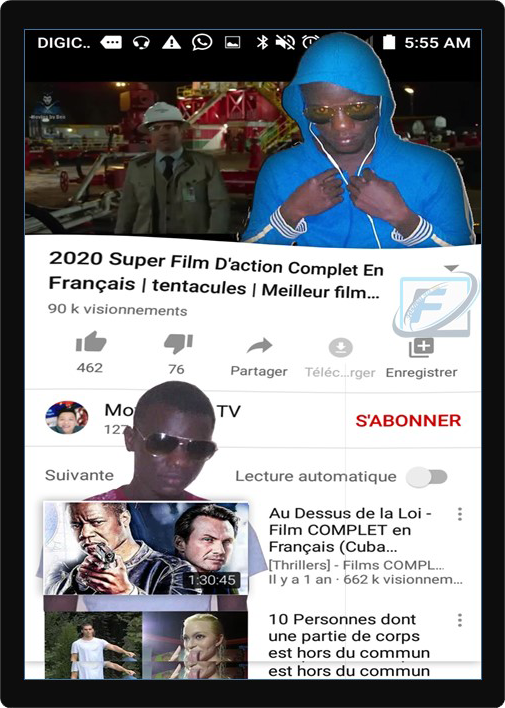 DIGIC.. 5:55 AM
2020 Super Film D'action Complet En
Français | tentacules | Meilleur film...
90 k visionnements
462 76 Partager Téléc...rger Enregistrer
F
Mo TV
127
S'ABONNER
Suivante Lecture automatique
Au Dessus de la Loi -
Film COMPLET en
Français (Cuba...
[Thrillers] - Films COMPL...
Il y a 1 an · 662 k visionnem...
1:30:45
10 Personnes dont
une partie de corps
est hors du commun
est hors du commun